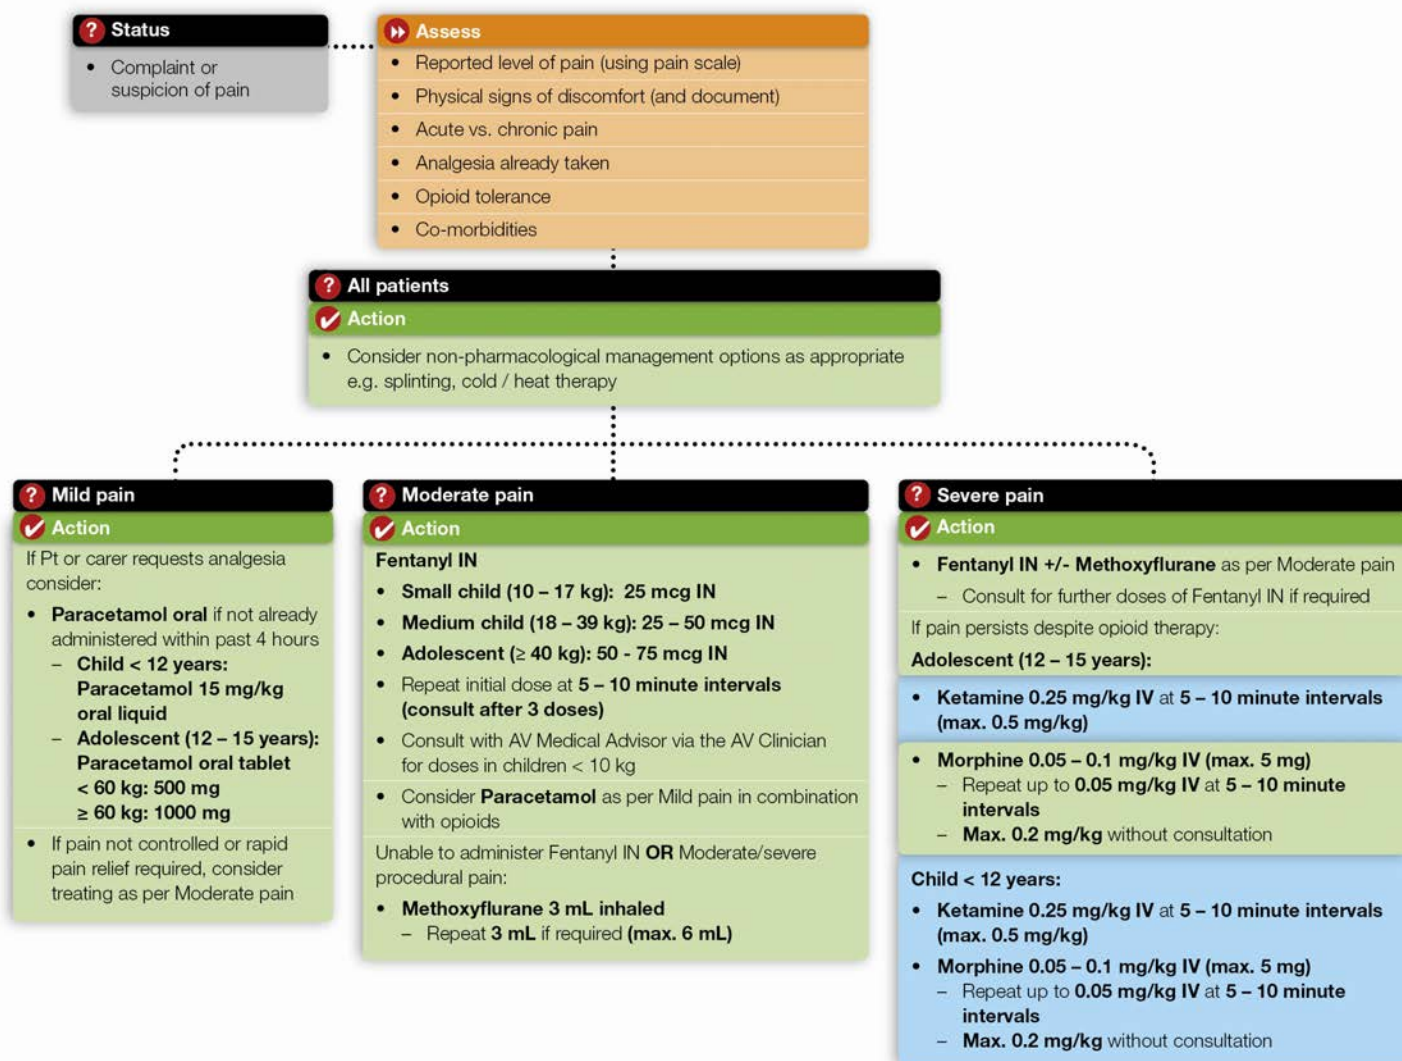 Status
• Complaint or
suspicion of pain
Assess
• Reported level of pain (using pain scale)
• Physical signs of discomfort (and document)
• Acute vs. chronic pain
• Analgesia already taken
• Opioid tolerance
• Co-morbidities
All patients
Action
• Consider non-pharmacological management options as appropriate
e.g. splinting, cold / heat therapy
Mild pain
Action
If Pt or carer requests analgesia
consider:
• Paracetamol oral if not already
administered within past 4 hours
– Child < 12 years:
Paracetamol 15 mg/kg
oral liquid
– Adolescent (12 – 15 years):
Paracetamol oral tablet
< 60 kg: 500 mg
≥ 60 kg: 1000 mg
• If pain not controlled or rapid
pain relief required, consider
treating as per Moderate pain
Moderate pain
Action
Fentanyl IN
• Small child (10 – 17 kg): 25 mcg IN
• Medium child (18 – 39 kg): 25 – 50 mcg IN
• Adolescent (≥ 40 kg): 50 - 75 mcg IN
• Repeat initial dose at 5 – 10 minute intervals
(consult after 3 doses)
• Consult with AV Medical Advisor via the AV Clinician
for doses in children < 10 kg
• Consider Paracetamol as per Mild pain in combination
with opioids
Unable to administer Fentanyl IN OR Moderate/severe
procedural pain:
• Methoxyflurane 3 mL inhaled
– Repeat 3 mL if required (max. 6 mL)
Severe pain
Action
• Fentanyl IN +/- Methoxyflurane as per Moderate pain
– Consult for further doses of Fentanyl IN if required
If pain persists despite opioid therapy:
Adolescent (12 – 15 years):
• Ketamine 0.25 mg/kg IV at 5 – 10 minute intervals
(max. 0.5 mg/kg)
• Morphine 0.05 – 0.1 mg/kg IV (max. 5 mg)
– Repeat up to 0.05 mg/kg IV at 5 – 10 minute
intervals
– Max. 0.2 mg/kg without consultation
Child < 12 years:
• Ketamine 0.25 mg/kg IV at 5 – 10 minute intervals
(max. 0.5 mg/kg)
• Morphine 0.05 – 0.1 mg/kg IV (max. 5 mg)
– Repeat up to 0.05 mg/kg IV at 5 – 10 minute
intervals
– Max. 0.2 mg/kg without consultation